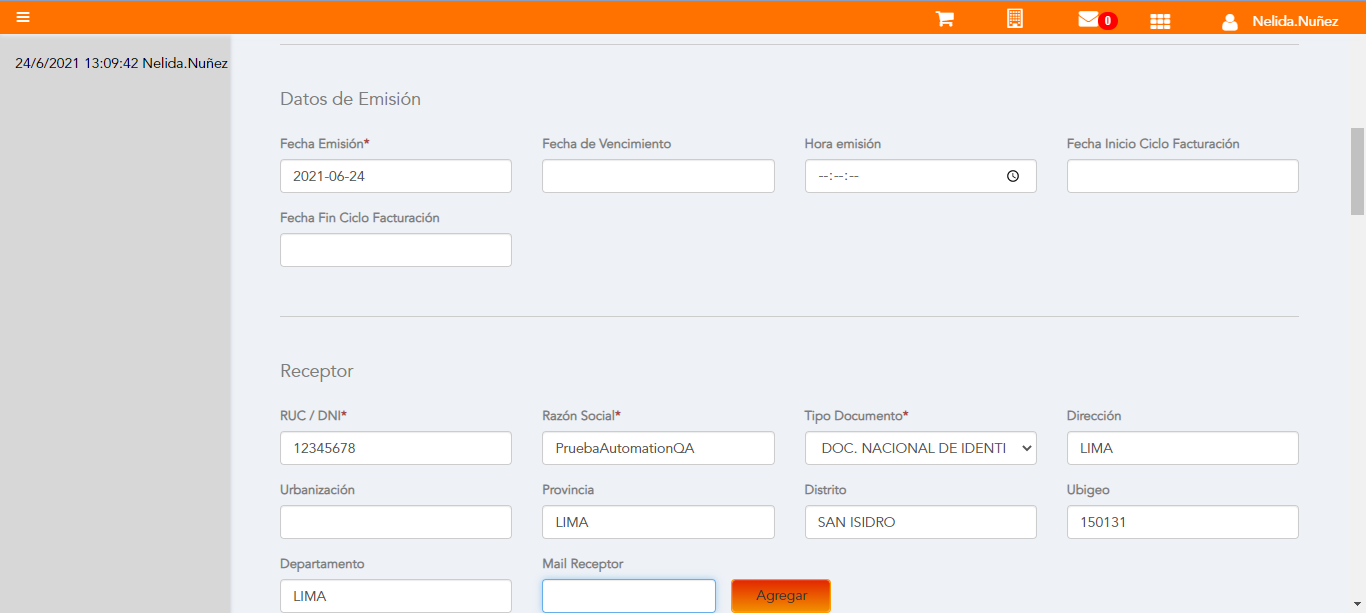 0
Nelida.Nuñez
24/6/2021 13:09:42 Nelida.Nuñez
Datos de Emisión
Fecha Emisión* Fecha de Vencimiento Hora emisión Fecha Inicio Ciclo Facturación
2021-06-24 --:--:--
Fecha Fin Ciclo Facturación
Receptor
RUC / DNI* Razón Social* Tipo Documento* Dirección
12345678 PruebaAutomationQA DOC. NACIONAL DE IDENTI LIMA
Urbanización Provincia Distrito Ubigeo
LIMA SAN ISIDRO 150131
Departamento Mail Receptor
LIMA Agregar